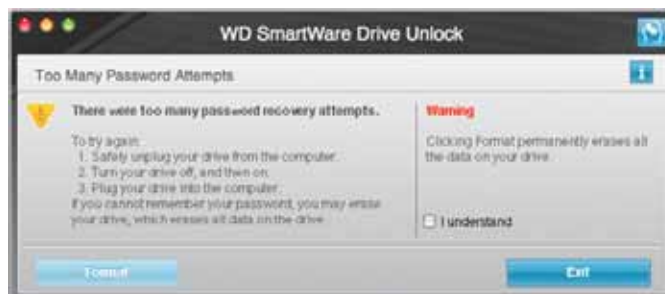 WD SmartWare Drive Unlock
Too Many Password Attempts
There were too many password recovery attempts.
To try again:
1. Safely unplug your drive from the computer.
2. Turn your drive off, and then on.
3. Plug your drive into the computer.
If you cannot remember your password, you may erase
your drive, which erases all data on the drive.
Warning
Clicking Format permanently erases all
the data on your drive.
I understand
Format
Exit